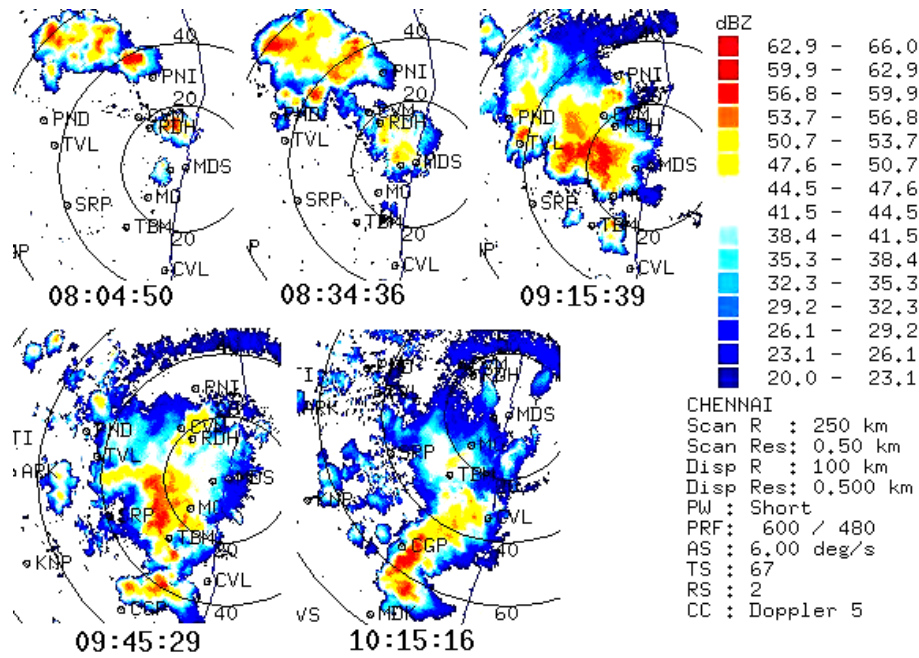 40
PNI
20
RDH
PND
TVL
MDS
SRP
MO
TBM
20
CVL
08:04:50
40
PNI
20
RDH
PND
TVL
MDS
SRP
MO
TBM
20
CVL
08:34:36
40
PNI
20
RDH
PND
TVL
MDS
SRP
TBM
20
CVL
09:15:39
dBZ
62.9 - 66.0
59.9 - 62.9
56.8 - 59.9
53.7 - 56.8
50.7 - 53.7
47.6 - 50.7
44.5 - 47.6
41.5 - 44.5
38.4 - 41.5
35.3 - 38.4
32.3 - 35.3
29.2 - 32.3
26.1 - 29.2
23.1 - 26.1
20.0 - 23.1
CHENNAI
Scan R : 250 km
Scan Res: 0.50 km
Disp R : 100 km
Disp Res: 0.500 km
PW : Short
PRF: 600 / 480
AS : 6.00 deg/s
TS : 67
RS : 2
CC : Doppler 5
PNI
RDH
PND
TI
TVL
ARK
MO
TBM
KNP
CVL
CGP
40
09:45:29
MDS
SRP
TBM
KNP
CVL
CGP
40
VS
MDK
60
10:15:16